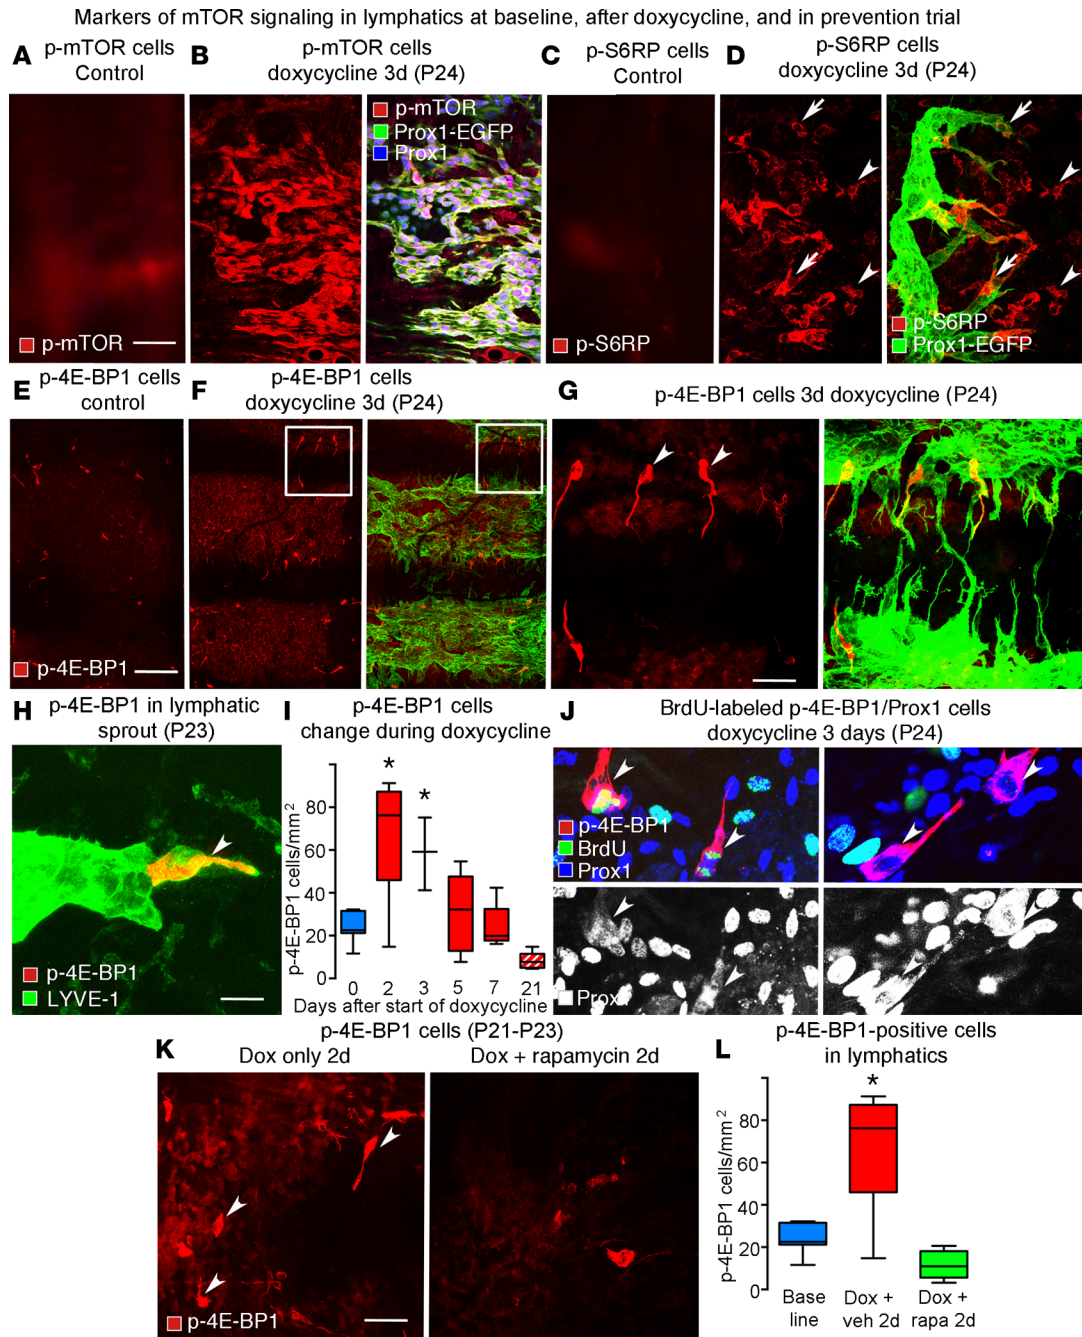 Markers of mTOR signaling in lymphatics at baseline, after doxycycline, and in prevention trial
A p-mTOR cells
Control
B p-mTOR cells
doxycycline 3d (P24)
C p-S6RP cells
Control
D p-S6RP cells
doxycycline 3d (P24)
p-mTOR
p-mTOR
Prox1-EGFP
Prox1
p-S6RP
p-S6RP
Prox1-EGFP
E p-4E-BP1 cells
control
F p-4E-BP1 cells
doxycycline 3d (P24)
G p-4E-BP1 cells 3d doxycycline (P24)
p-4E-BP1
H p-4E-BP1 in lymphatic
sprout (P23)
p-4E-BP1
LYVE-1
I p-4E-BP1 cells
change during doxycycline
p-4E-BP1 cells/mm2
80
60
40
20
0
* *
0 2 3 5 7 21
Days after start of doxycycline
J BrdU-labeled p-4E-BP1/Prox1 cells
doxycycline 3 days (P24)
p-4E-BP1
BrdU
Prox1
K p-4E-BP1 cells (P21-P23)
Dox only 2d
Dox + rapamycin 2d
p-4E-BP1
L p-4E-BP1-positive cells
in lymphatics
p-4E-BP1 cells/mm2
80
60
40
20
0
*
Base
line
Dox +
veh 2d
Dox +
rapa 2d